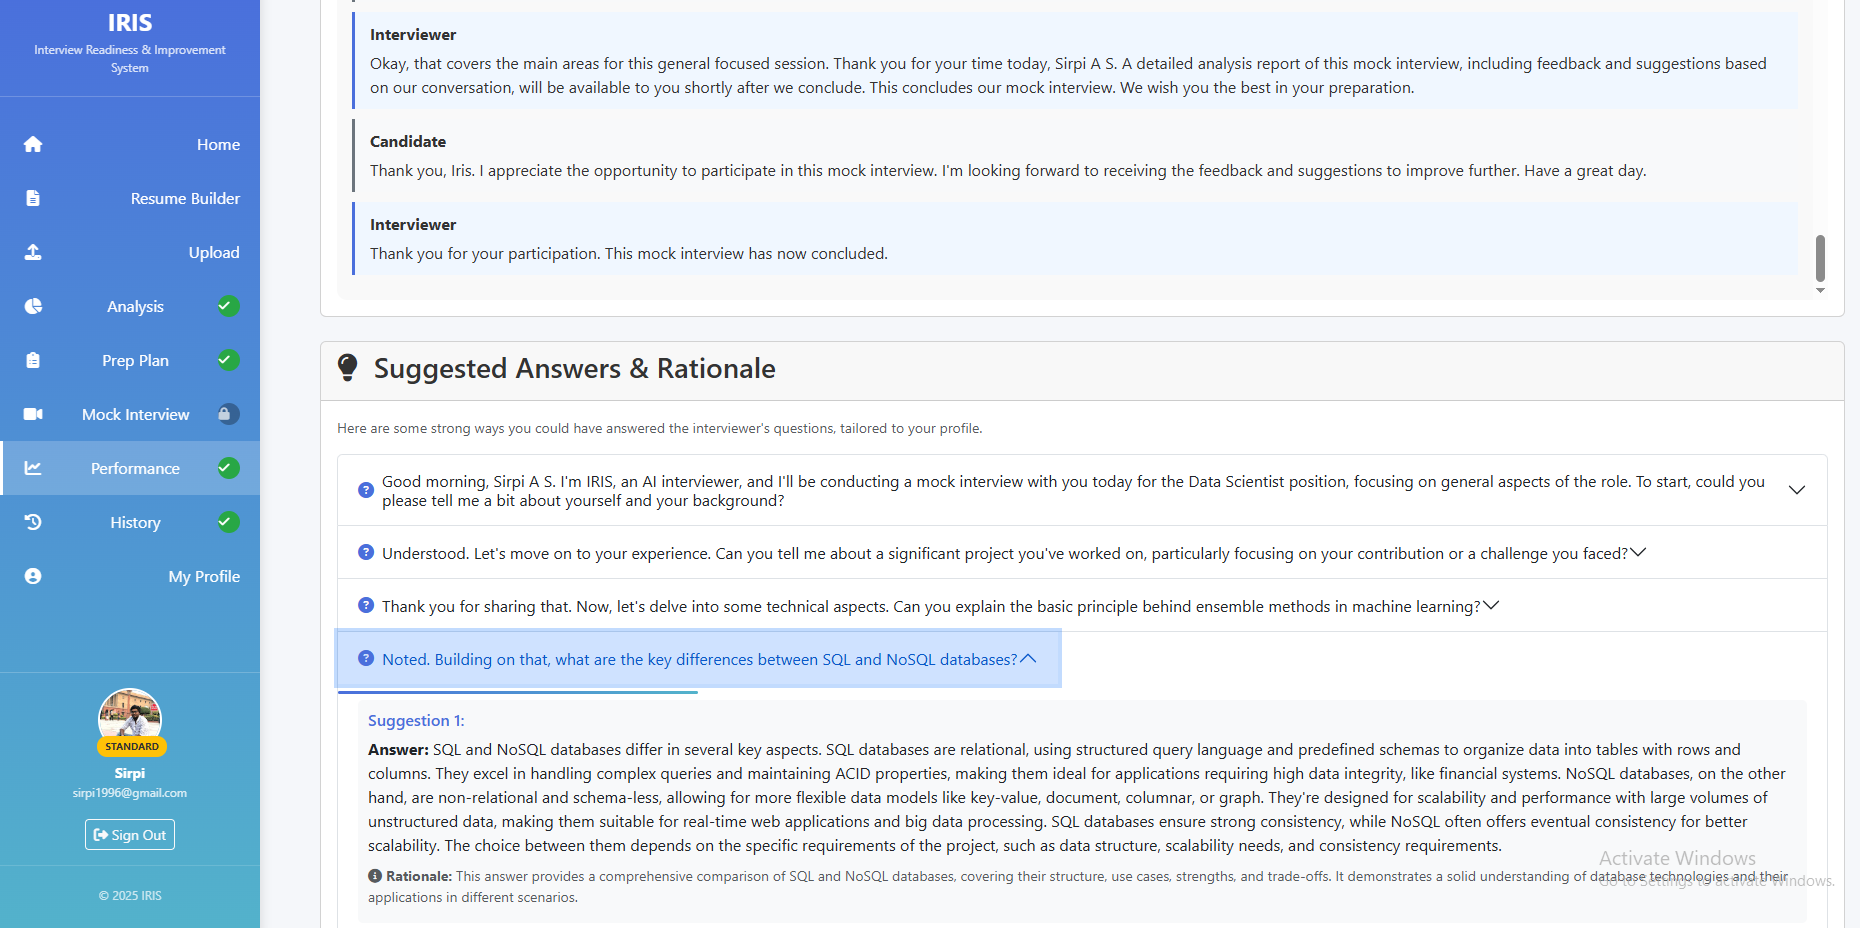 IRIS
Interview Readiness & Improvement
System
Home
Resume Builder
Upload
Analysis
Prep Plan
Mock Interview
Performance
History
My Profile
STANDARD
Sirpi
sirpi1996@gmail.com
Sign Out
© 2025 IRIS
Interviewer
Okay, that covers the main areas for this general focused session. Thank you for your time today, Sirpi A S. A detailed analysis report of this mock interview, including feedback and suggestions based
on our conversation, will be available to you shortly after we conclude. This concludes our mock interview. We wish you the best in your preparation.
Candidate
Thank you, Iris. I appreciate the opportunity to participate in this mock interview. I'm looking forward to receiving the feedback and suggestions to improve further. Have a great day.
Interviewer
Thank you for your participation. This mock interview has now concluded.
Suggested Answers & Rationale
Here are some strong ways you could have answered the interviewer's questions, tailored to your profile.
Good morning, Sirpi A S. I'm IRIS, an AI interviewer, and I'll be conducting a mock interview with you today for the Data Scientist position, focusing on general aspects of the role. To start, could you
please tell me a bit about yourself and your background?
Understood. Let's move on to your experience. Can you tell me about a significant project you've worked on, particularly focusing on your contribution or a challenge you faced?
Thank you for sharing that. Now, let's delve into some technical aspects. Can you explain the basic principle behind ensemble methods in machine learning?
Noted. Building on that, what are the key differences between SQL and NoSQL databases?
Suggestion 1:
Answer: SQL and NoSQL databases differ in several key aspects. SQL databases are relational, using structured query language and predefined schemas to organize data into tables with rows and
columns. They excel in handling complex queries and maintaining ACID properties, making them ideal for applications requiring high data integrity, like financial systems. NoSQL databases, on the other
hand, are non-relational and schema-less, allowing for more flexible data models like key-value, document, columnar, or graph. They're designed for scalability and performance with large volumes of
unstructured data, making them suitable for real-time web applications and big data processing. SQL databases ensure strong consistency, while NoSQL often offers eventual consistency for better
scalability. The choice between them depends on the specific requirements of the project, such as data structure, scalability needs, and consistency requirements.
Rationale: This answer provides a comprehensive comparison of SQL and NoSQL databases, covering their structure, use cases, strengths, and trade-offs. It demonstrates a solid understanding of database technologies and their
applications in different scenarios.
Activate Windows
Go to Settings to activate Windows.